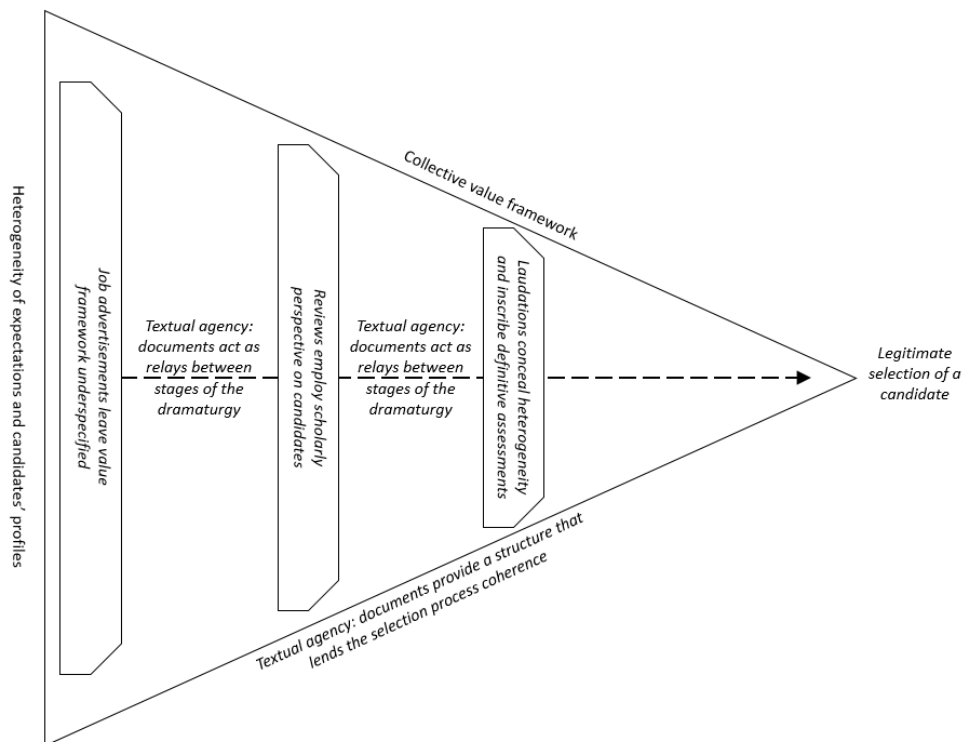 Heterogeneity of expectations and candidates' profiles
Job advertisements leave value
framework underspecified
Textual agency:
documents act as
relays between
stages of the
dramaturgy
Reviews employ scholarly
perspective on candidates
Textual agency:
documents act as
relays between
stages of the
dramaturgy
Collective value framework
Laudations conceal heterogeneity
and inscribe definitive assessments
Legitimate
selection of a
candidate
Textual agency: documents provide a structure that
lends the selection process coherence